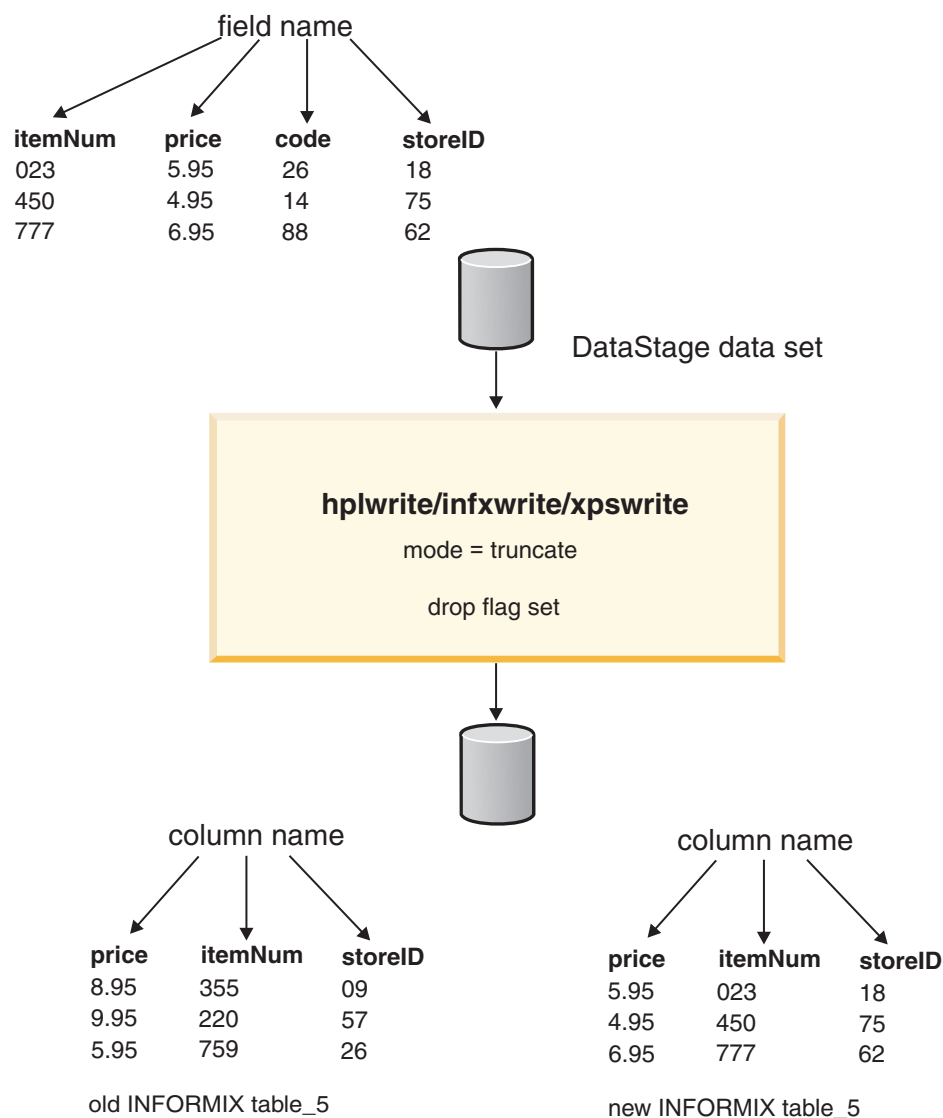 field name
itemNum price code storeID
023 5.95 26 18
450 4.95 14 75
777 6.95 88 62
DataStage data set
hplwrite/infxwrite/xpswrite
mode = truncate
drop flag set
column name
price itemNum storeID
8.95 355 09
9.95 220 57
5.95 759 26
old INFORMIX table_5
column name
price itemNum storeID
5.95 023 18
4.95 450 75
6.95 777 62
new INFORMIX table_5